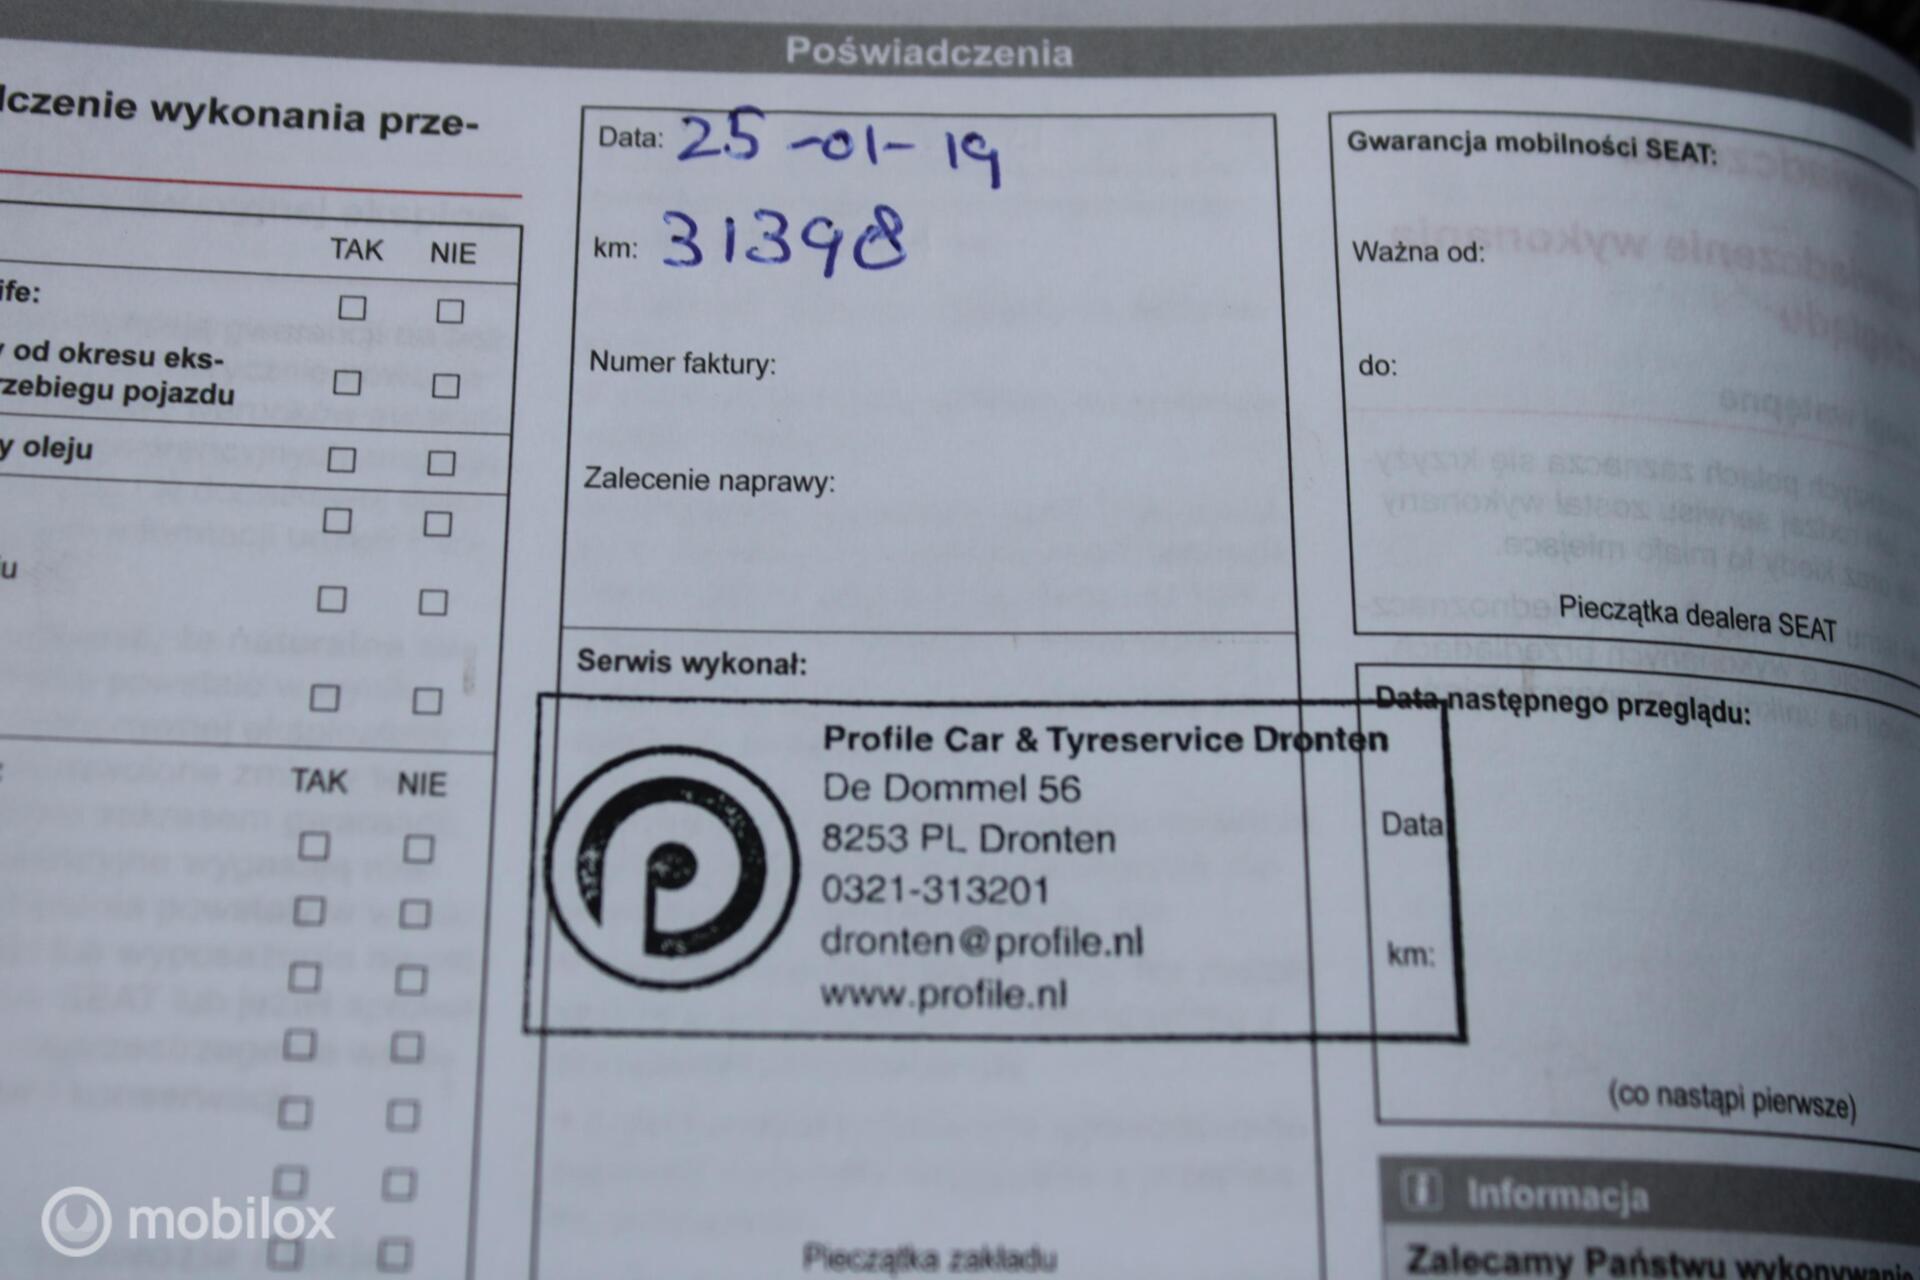 Poświadczenia
dczenie wykonania prze-
TAK NIE
ife:
y od okresu eks-
rzebiegu pojazdu
y oleju
u
TAK NIE
Data: 25-01-19
km: 31398
Numer faktury:
Zalecenie naprawy:
Serwis wykonał:
Profile Car & Tyreservice Dronten
De Dommel 56
8253 PL Dronten
0321-313201
dronten@profile.nl
www.profile.nl
Pieczątka zakładu
Gwarancja mobilności SEAT:
Ważna od:
do:
Pieczątka dealera SEAT
Data następnego przeglądu:
Data
km:
(co nastąpi pierwsze)
i Informacja
Zalecamy Państwu wykonywanie
mobilox